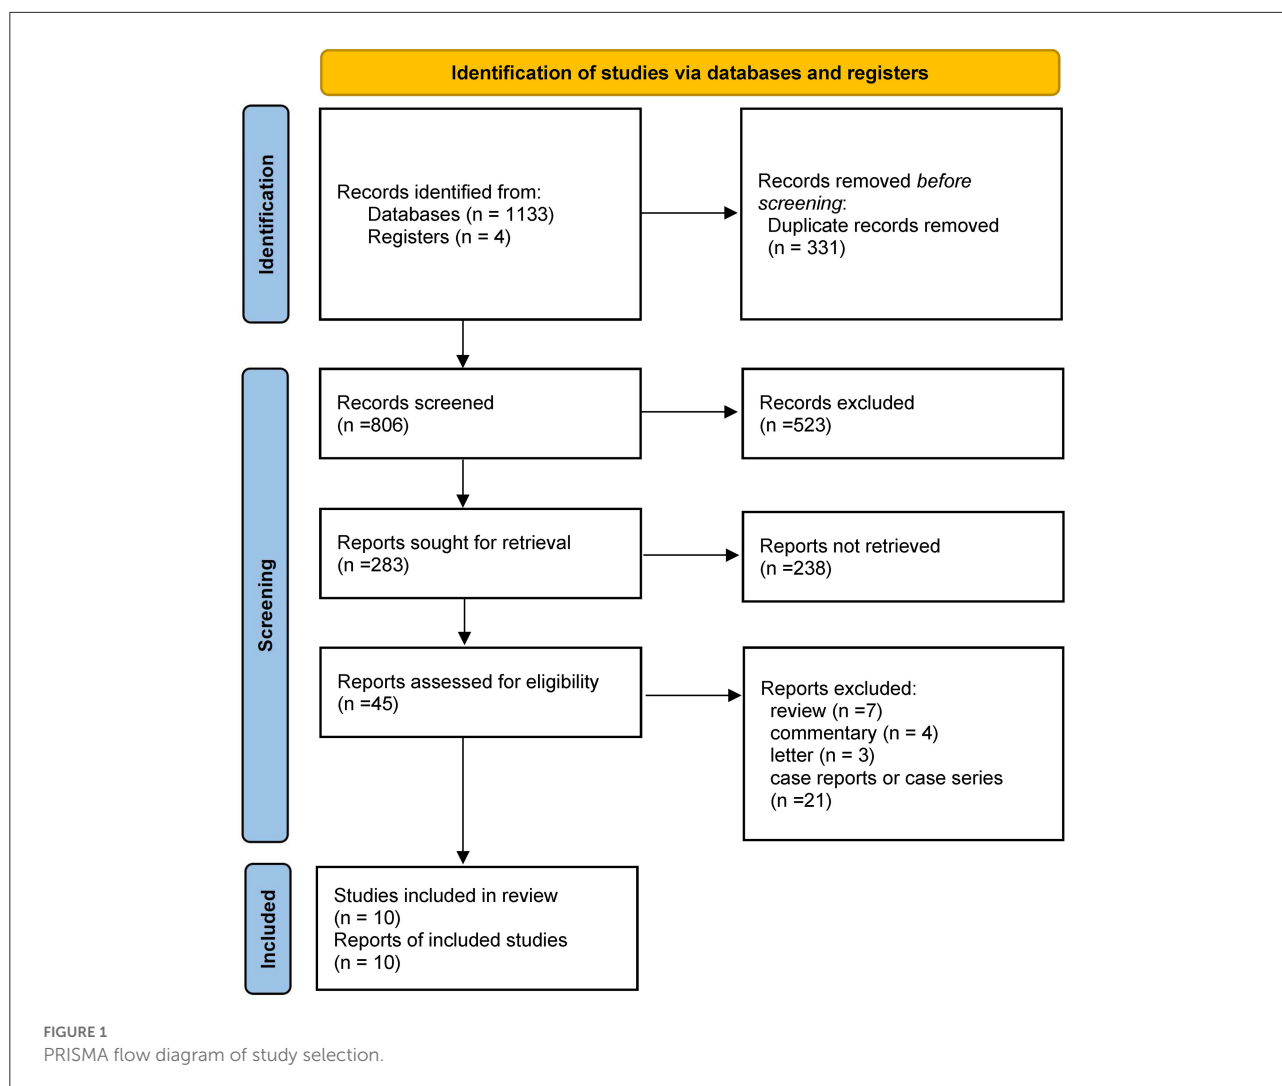 Identification of studies via databases and registers
Identification
Records identified from:
Databases (n = 1133)
Registers (n = 4)
Records removed before
screening:
Duplicate records removed
(n = 331)
Screening
Records screened
(n =806)
Records excluded
(n =523)
Reports sought for retrieval
(n =283)
Reports not retrieved
(n =238)
Reports assessed for eligibility
(n =45)
Reports excluded:
review (n =7)
commentary (n = 4)
letter (n = 3)
case reports or case series
(n =21)
Included
Studies included in review
(n = 10)
Reports of included studies
(n = 10)
FIGURE 1
PRISMA flow diagram of study selection.